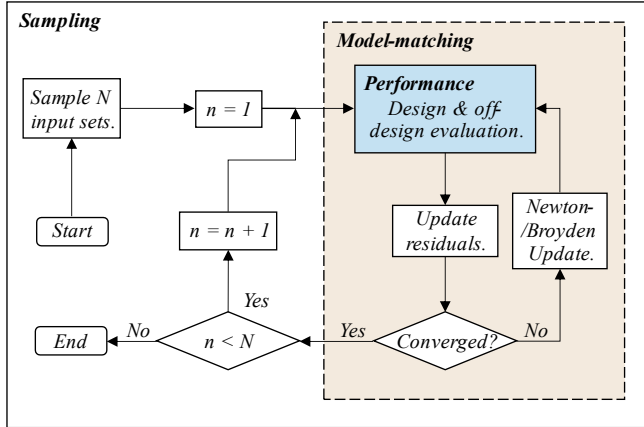 Sampling
Model-matching
Sample N
input sets.
n = 1
Performance
Design & off-
design evaluation.
Start
n = n + 1
Update
residuals.
Newton-
/Broyden
Update.
End
No
n < N
Yes
Yes
Converged?
No